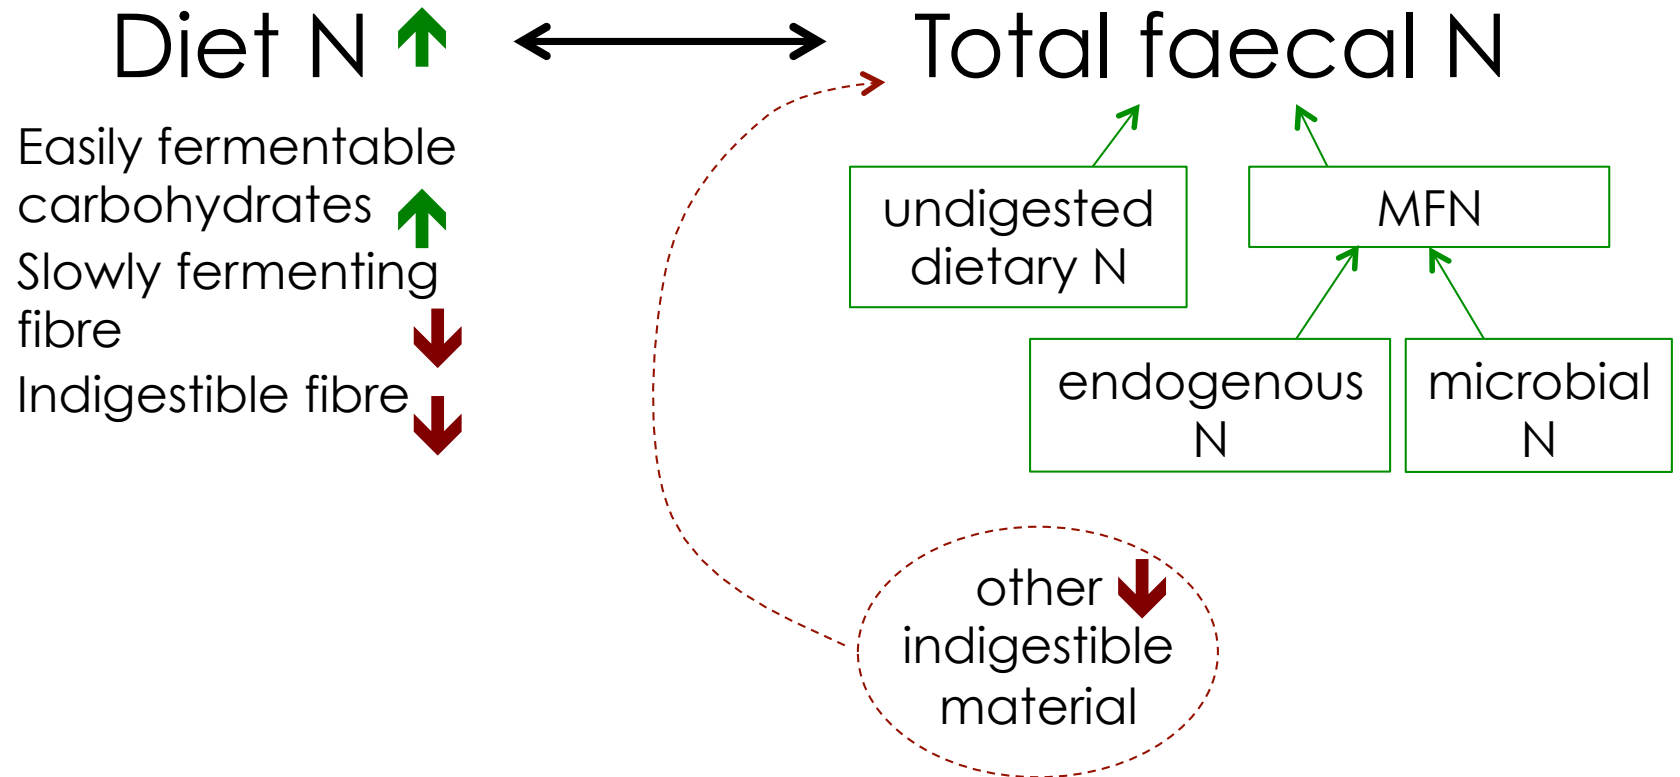 Diet N
Total faecal N
Easily fermentable
carbohydrates
Slowly fermenting
fibre
Indigestible fibre
undigested
dietary N
MFN
endogenous
N
microbial
N
other
indigestible
material